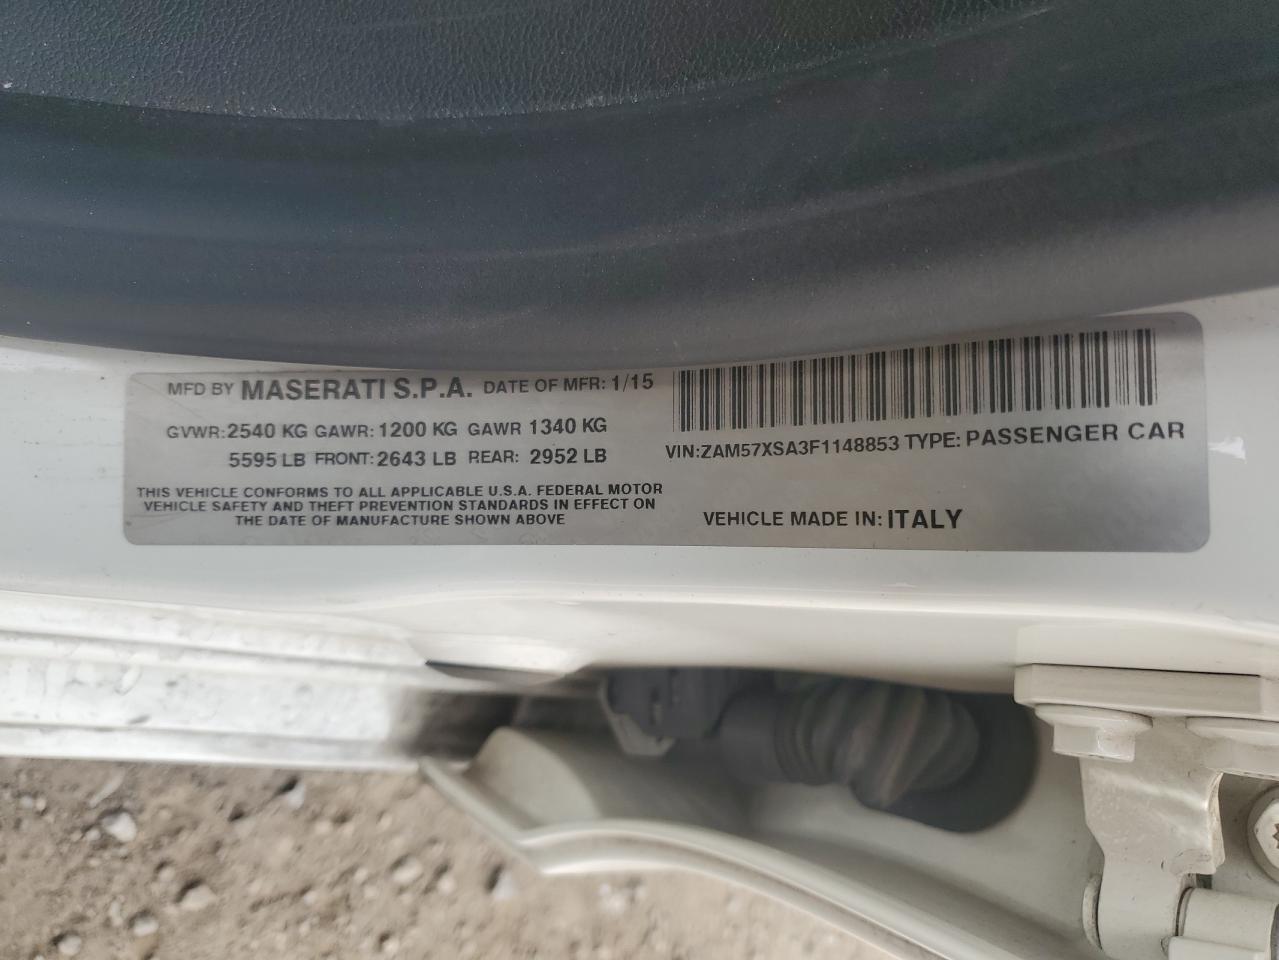 MFD BY MASERATI S.P.A. DATE OF MFR: 1/15
GVWR: 2540 KG GAWR: 1200 KG GAWR 1340 KG
5595 LB FRONT: 2643 LB REAR: 2952 LB
THIS VEHICLE CONFORMS TO ALL APPLICABLE U.S.A. FEDERAL MOTOR
VEHICLE SAFETY AND THEFT PREVENTION STANDARDS IN EFFECT ON
THE DATE OF MANUFACTURE SHOWN ABOVE
VIN:ZAM57XSA3F1148853 TYPE: PASSENGER CAR
VEHICLE MADE IN: ITALY